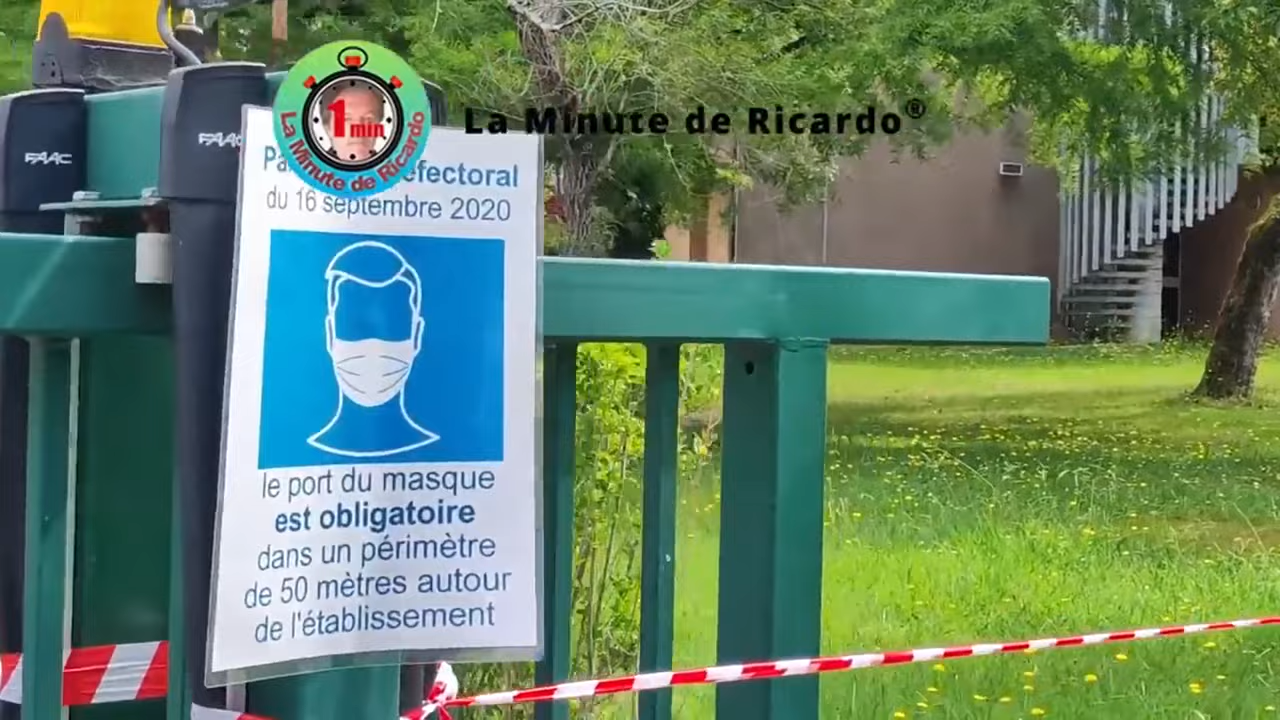 La Minute de Ricardo®
1 min
La Minute de Ricardo
FAAC
FAAC
du 16 septembre 2020
le port du masque
est obligatoire
dans un périmètre
de 50 mètres autour
de l'établissement